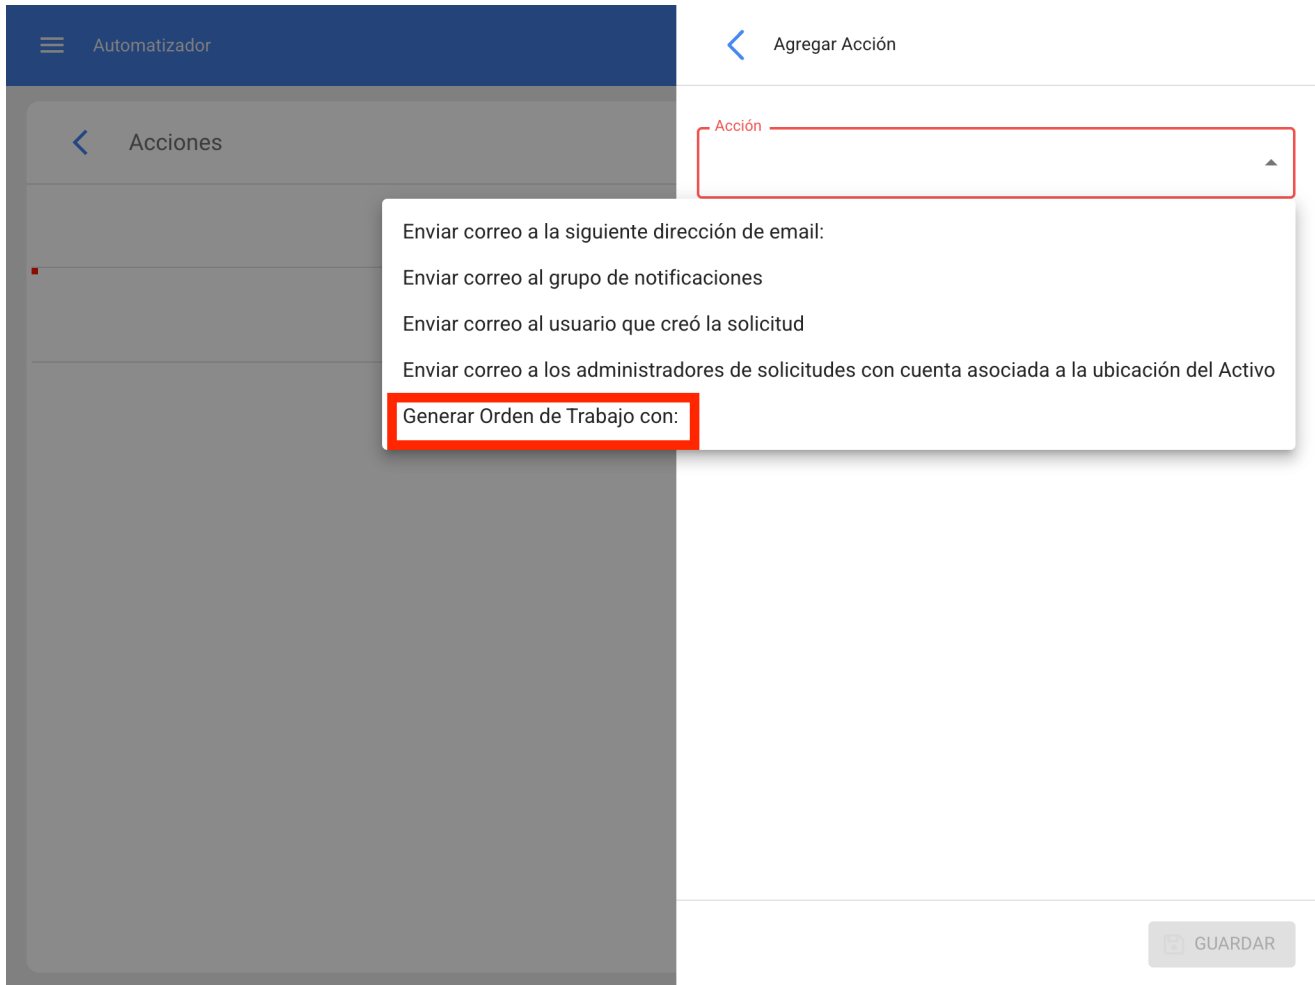 Automatizador
Agregar Acción
Acciones
Acción
Enviar correo a la siguiente dirección de email:
Enviar correo al grupo de notificaciones
Enviar correo al usuario que creó la solicitud
Enviar correo a los administradores de solicitudes con cuenta asociada a la ubicación del Activo
Generar Orden de Trabajo con:
GUARDAR